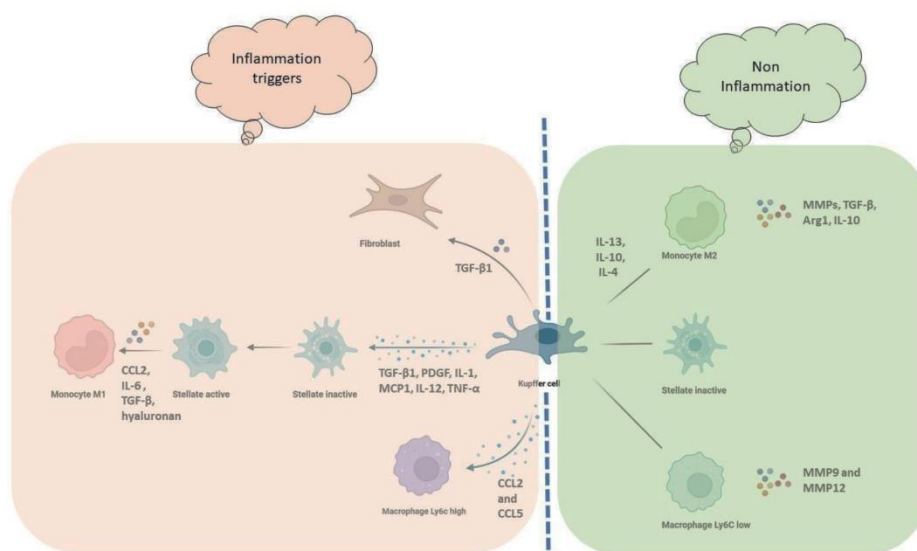 Inflammation
triggers
Non
Inflammation
Fibroblast
TGF-β1
Monocyte M1
CCL2,
IL-6
TGF-β,
hyaluronan
Stellate active
Stellate inactive
TGF-β1, PDGF, IL-1,
MCP1, IL-12, TNF-α
Kupffer cell
Macrophage Ly6c high
CCL2
and
CCL5
IL-13,
IL-10,
IL-4
Monocyte M2
MMPs, TGF-β,
Arg1, IL-10
Stellate inactive
Macrophage Ly6C low
MMP9 and
MMP12